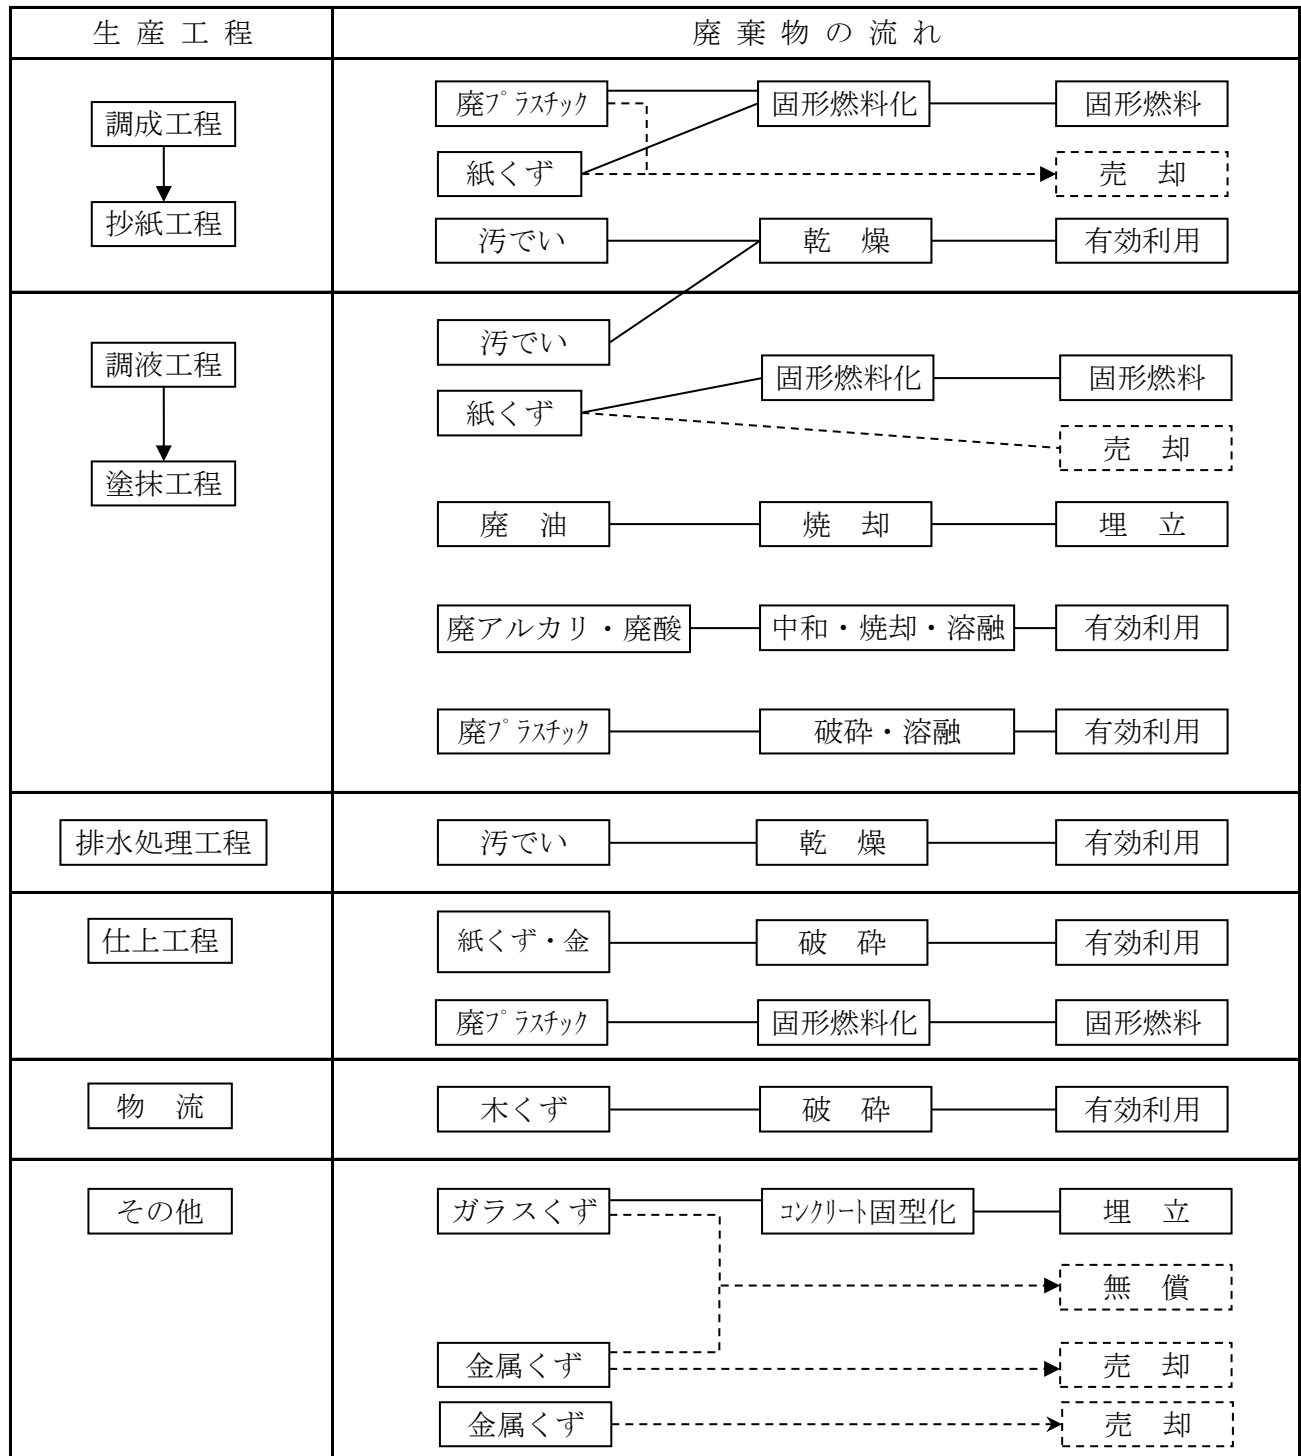 生産工程 廃棄物の流れ
調成工程
抄紙工程
廃プラスチック 固形燃料化 固形燃料
紙くず 売却
汚でい 乾燥 有効利用
調液工程
塗抹工程
汚でい
固形燃料化 固形燃料
紙くず
売却
廃油 焼却 埋立
廃アルカリ・廃酸 中和・焼却・溶融 有効利用
廃プラスチック 破砕・溶融 有効利用
排水処理工程 汚でい 乾燥 有効利用
仕上工程 紙くず・金 破砕 有効利用
廃プラスチック 固形燃料化 固形燃料
物流 木くず 破砕 有効利用
その他 ガラスくず コンクリート固型化 埋立
無償
金属くず 売却
金属くず 売却